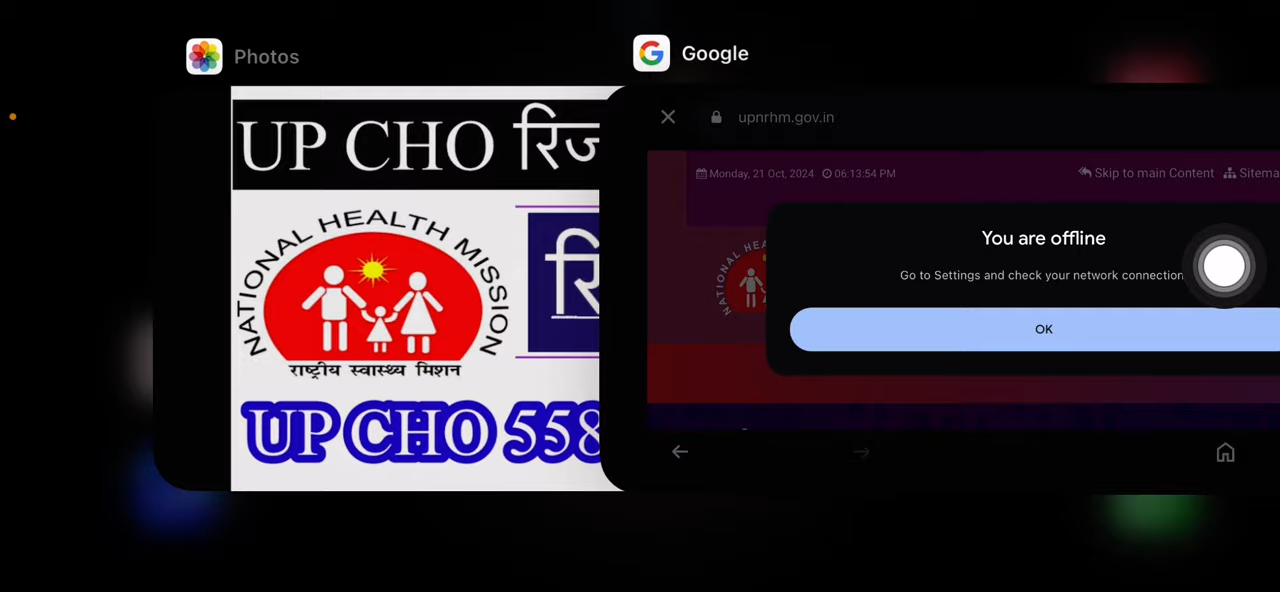 Photos
UP CHO रिज
NATIONAL HEALTH MISSION
राष्ट्रीय स्वास्थ्य मिशन
रि
UP CHO 558
Google
upnrhm.gov.in
Monday, 21 Oct, 2024 06:13:54 PM
Skip to main Content Sitema
NATIONAL HEA
You are offline
Go to Settings and check your network connection
OK